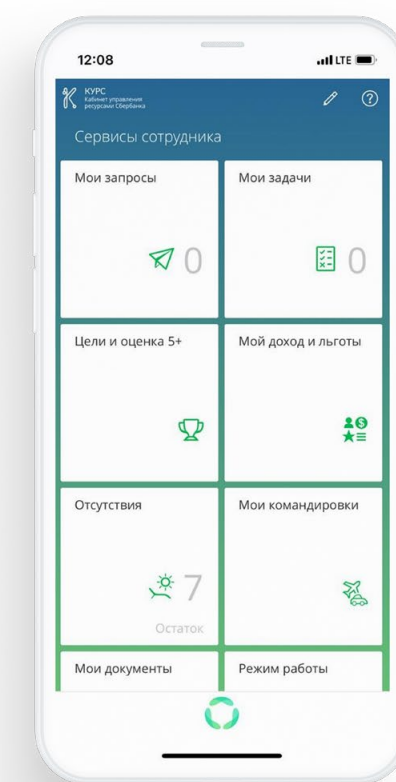 12:08
LTE
КУРС
Кабинет управления
ресурсами Сбербанка
?
Сервисы сотрудника
Мои запросы
0
Мои задачи
0
Цели и оценка 5+
Мой доход и льготы
$
Отсутствия
7
Остаток
Мои командировки
Мои документы
Режим работы